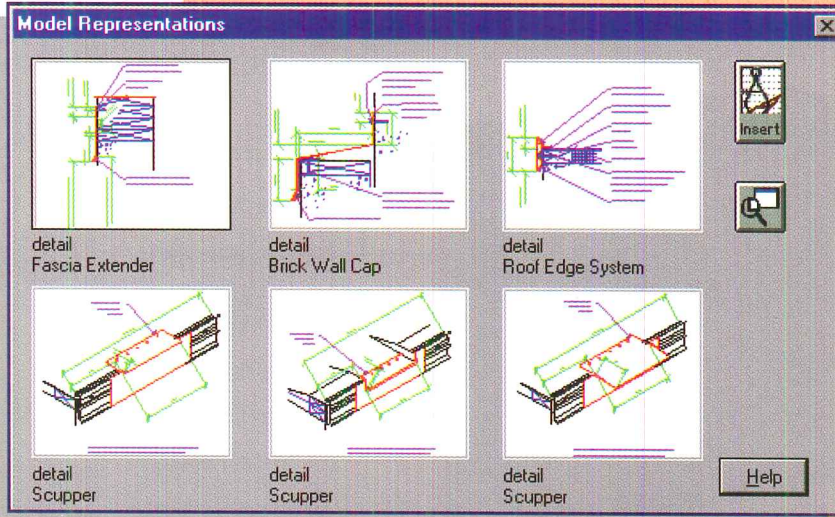 Model Representations
Insert
detail
Fascia Extender
detail
Brick Wall Cap
detail
Roof Edge System
detail
Scupper
detail
Scupper
detail
Scupper
Help